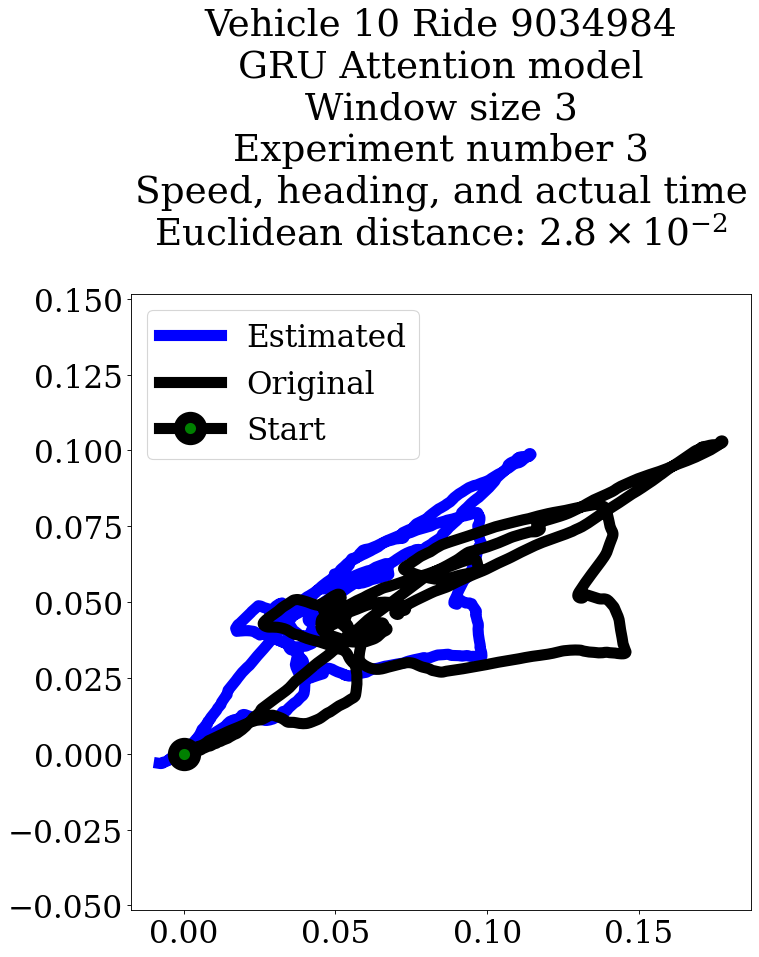 Vehicle 10 Ride 9034984
GRU Attention model
Window size 3
Experiment number 3
Speed, heading, and actual time
Euclidean distance: 2.8 × 10⁻²
0.150
0.125
0.100
0.075
0.050
0.025
0.000
−0.025
−0.050
Estimated
Original
Start
0.00 0.05 0.10 0.15